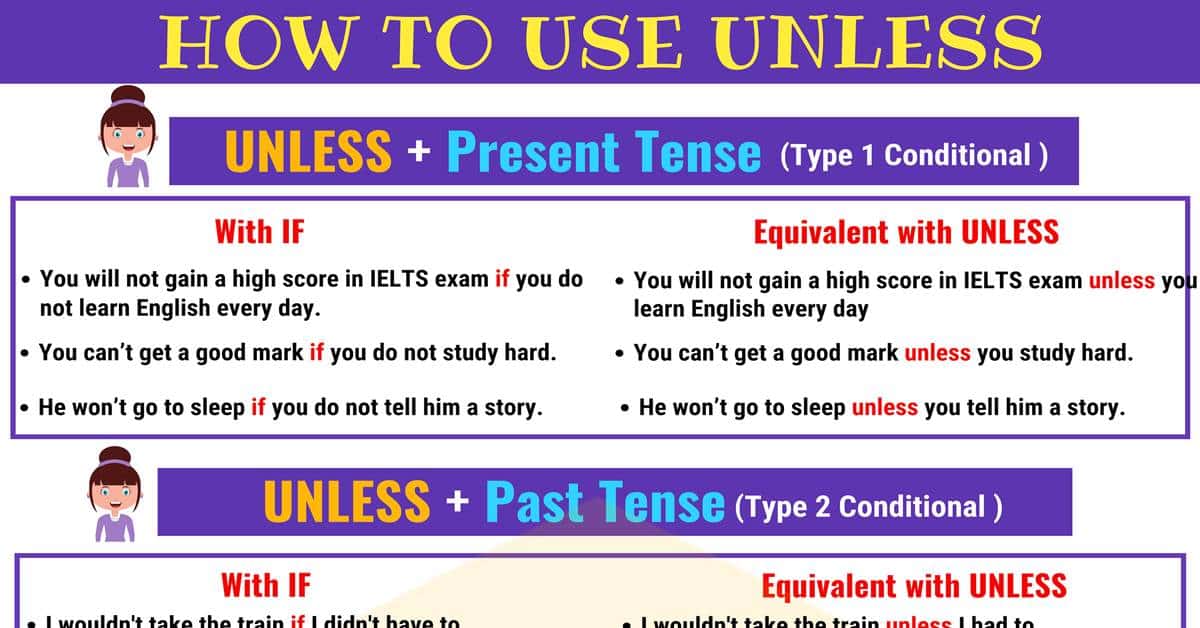 HOW TO USE UNLESS
UNLESS + Present Tense (Type 1 Conditional )
With IF
• You will not gain a high score in IELTS exam if you do
not learn English every day.
• You can't get a good mark if you do not study hard.
• He won't go to sleep if you do not tell him a story.
Equivalent with UNLESS
• You will not gain a high score in IELTS exam unless you
learn English every day
• You can't get a good mark unless you study hard.
• He won't go to sleep unless you tell him a story.
UNLESS + Past Tense (Type 2 Conditional )
With IF
• I wouldn't take the train if I didn't have to
Equivalent with UNLESS
• I wouldn't take the train unless I had to